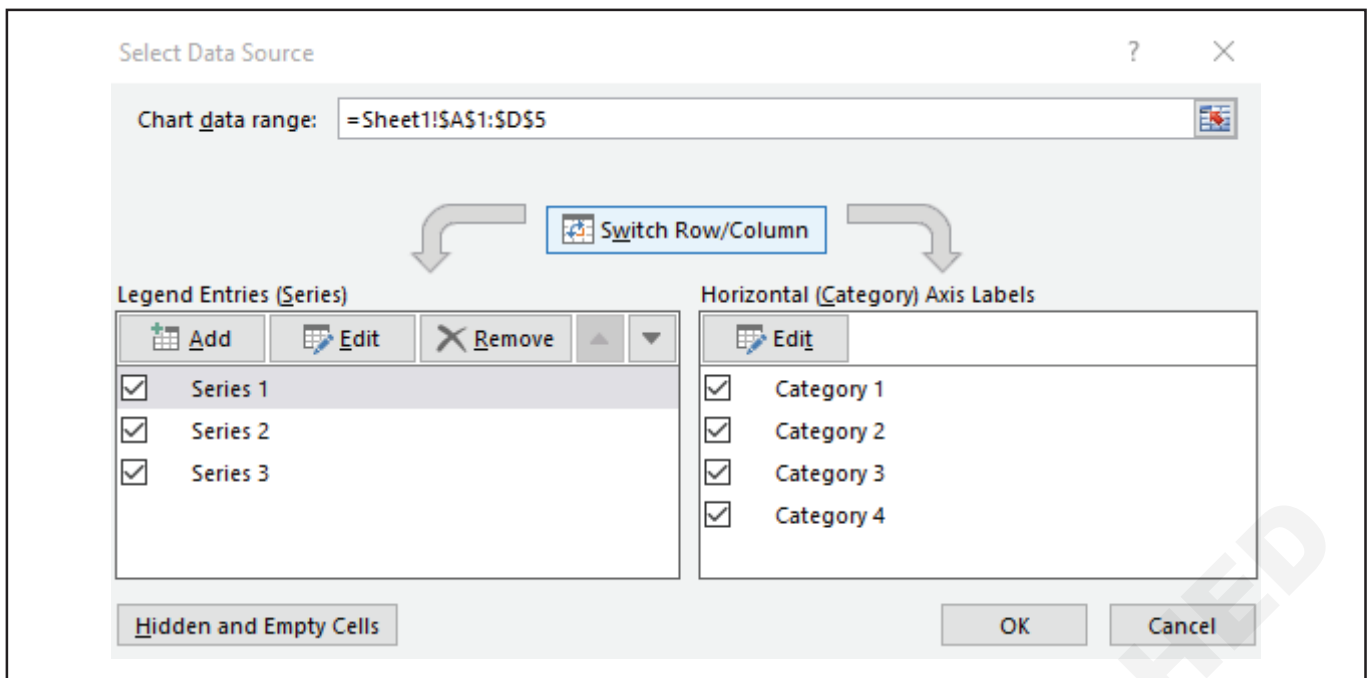 Select Data Source ?
Chart data range: =Sheet1!$A$1:$D$5
Switch Row/Column
Legend Entries (Series)
Add Edit Remove
Series 1
Series 2
Series 3
Horizontal (Category) Axis Labels
Edit
Category 1
Category 2
Category 3
Category 4
Hidden and Empty Cells OK Cancel
HED